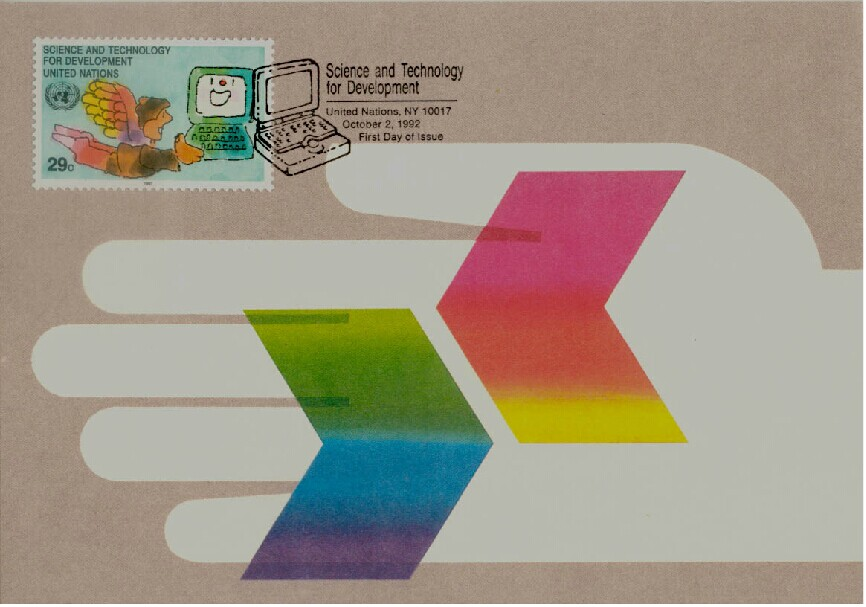 SCIENCE AND TECHNOLOGY
FOR DEVELOPMENT
UNITED NATIONS
29c
Science and Technology
for Development
United Nations, NY 10017
October 2, 1992
First Day of Issue